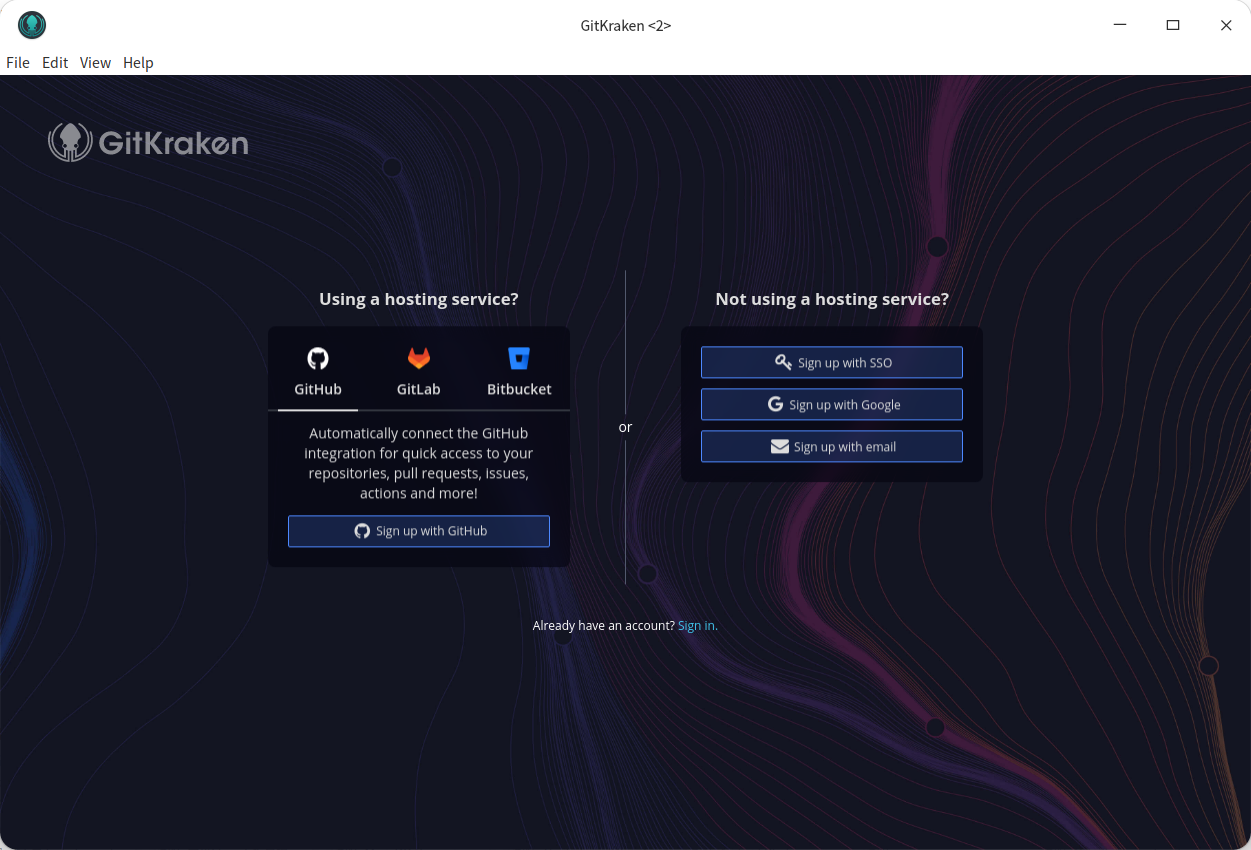 GitKraken <2>
File Edit View Help
GitKraken
Using a hosting service?
GitHub GitLab Bitbucket
Automatically connect the GitHub
integration for quick access to your
repositories, pull requests, issues,
actions and more!
Sign up with GitHub
or
Not using a hosting service?
Sign up with SSO
Sign up with Google
Sign up with email
Already have an account? Sign in.